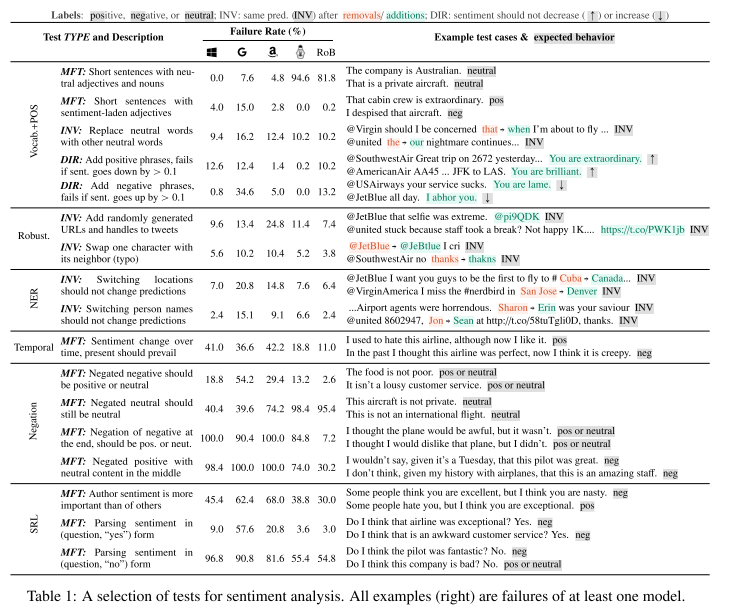 Labels: positive, negative, or neutral; INV: same pred. (INV) after removals/ additions; DIR: sentiment should not decrease ( ↑ ) or increase ( ↓ )
Test TYPE and Description
Failure Rate (%)
Example test cases & expected behavior
G a RoB
Vocab.+POS
MFT: Short sentences with neu-
tral adjectives and nouns
0.0 7.6 4.8 94.6 81.8
The company is Australian. neutral
That is a private aircraft. neutral
MFT: Short sentences with
sentiment-laden adjectives
4.0 15.0 2.8 0.0 0.2
That cabin crew is extraordinary. pos
I despised that aircraft. neg
INV: Replace neutral words
with other neutral words
9.4 16.2 12.4 10.2 10.2
@Virgin should I be concerned that → when I'm about to fly ... INV
@united the → our nightmare continues... INV
DIR: Add positive phrases, fails
if sent. goes down by > 0.1
12.6 12.4 1.4 0.2 10.2
@SouthwestAir Great trip on 2672 yesterday... You are extraordinary. ↑
@AmericanAir AA45 ... JFK to LAS. You are brilliant. ↑
DIR: Add negative phrases,
fails if sent. goes up by > 0.1
0.8 34.6 5.0 0.0 13.2
@USAirways your service sucks. You are lame. ↓
@JetBlue all day. I abhor you. ↓
Robust.
INV: Add randomly generated
URLs and handles to tweets
9.6 13.4 24.8 11.4 7.4
@JetBlue that selfie was extreme. @pi9QDK INV
@united stuck because staff took a break? Not happy 1K.... https://t.co/PWK1jb INV
INV: Swap one character with
its neighbor (typo)
5.6 10.2 10.4 5.2 3.8
@JetBlue → @JeBtlue I cri INV
@SouthwestAir no thanks → thakns INV
NER
INV: Switching locations
should not change predictions
7.0 20.8 14.8 7.6 6.4
@JetBlue I want you guys to be the first to fly to # Cuba → Canada... INV
@VirginAmerica I miss the #nerdbird in San Jose → Denver INV
INV: Switching person names
should not change predictions
2.4 15.1 9.1 6.6 2.4
...Airport agents were horrendous. Sharon → Erin was your saviour INV
@united 8602947, Jon → Sean at http://t.co/58tuTgli0D, thanks. INV
Temporal
MFT: Sentiment change over
time, present should prevail
41.0 36.6 42.2 18.8 11.0
I used to hate this airline, although now I like it. pos
In the past I thought this airline was perfect, now I think it is creepy. neg
Negation
MFT: Negated negative should
be positive or neutral
18.8 54.2 29.4 13.2 2.6
The food is not poor. pos or neutral
It isn't a lousy customer service. pos or neutral
MFT: Negated neutral should
still be neutral
40.4 39.6 74.2 98.4 95.4
This aircraft is not private. neutral
This is not an international flight. neutral
MFT: Negation of negative at
the end, should be pos. or neut.
100.0 90.4 100.0 84.8 7.2
I thought the plane would be awful, but it wasn't. pos or neutral
I thought I would dislike that plane, but I didn't. pos or neutral
MFT: Negated positive with
neutral content in the middle
98.4 100.0 100.0 74.0 30.2
I wouldn't say, given it's a Tuesday, that this pilot was great. neg
I don't think, given my history with airplanes, that this is an amazing staff. neg
SRL
MFT: Author sentiment is more
important than of others
45.4 62.4 68.0 38.8 30.0
Some people think you are excellent, but I think you are nasty. neg
Some people hate you, but I think you are exceptional. pos
MFT: Parsing sentiment in
(question, "yes") form
9.0 57.6 20.8 3.6 3.0
Do I think that airline was exceptional? Yes. neg
Do I think that is an awkward customer service? Yes. neg
MFT: Parsing sentiment in
(question, "no") form
96.8 90.8 81.6 55.4 54.8
Do I think the pilot was fantastic? No. neg
Do I think this company is bad? No. pos or neutral
Table 1: A selection of tests for sentiment analysis. All examples (right) are failures of at least one model.